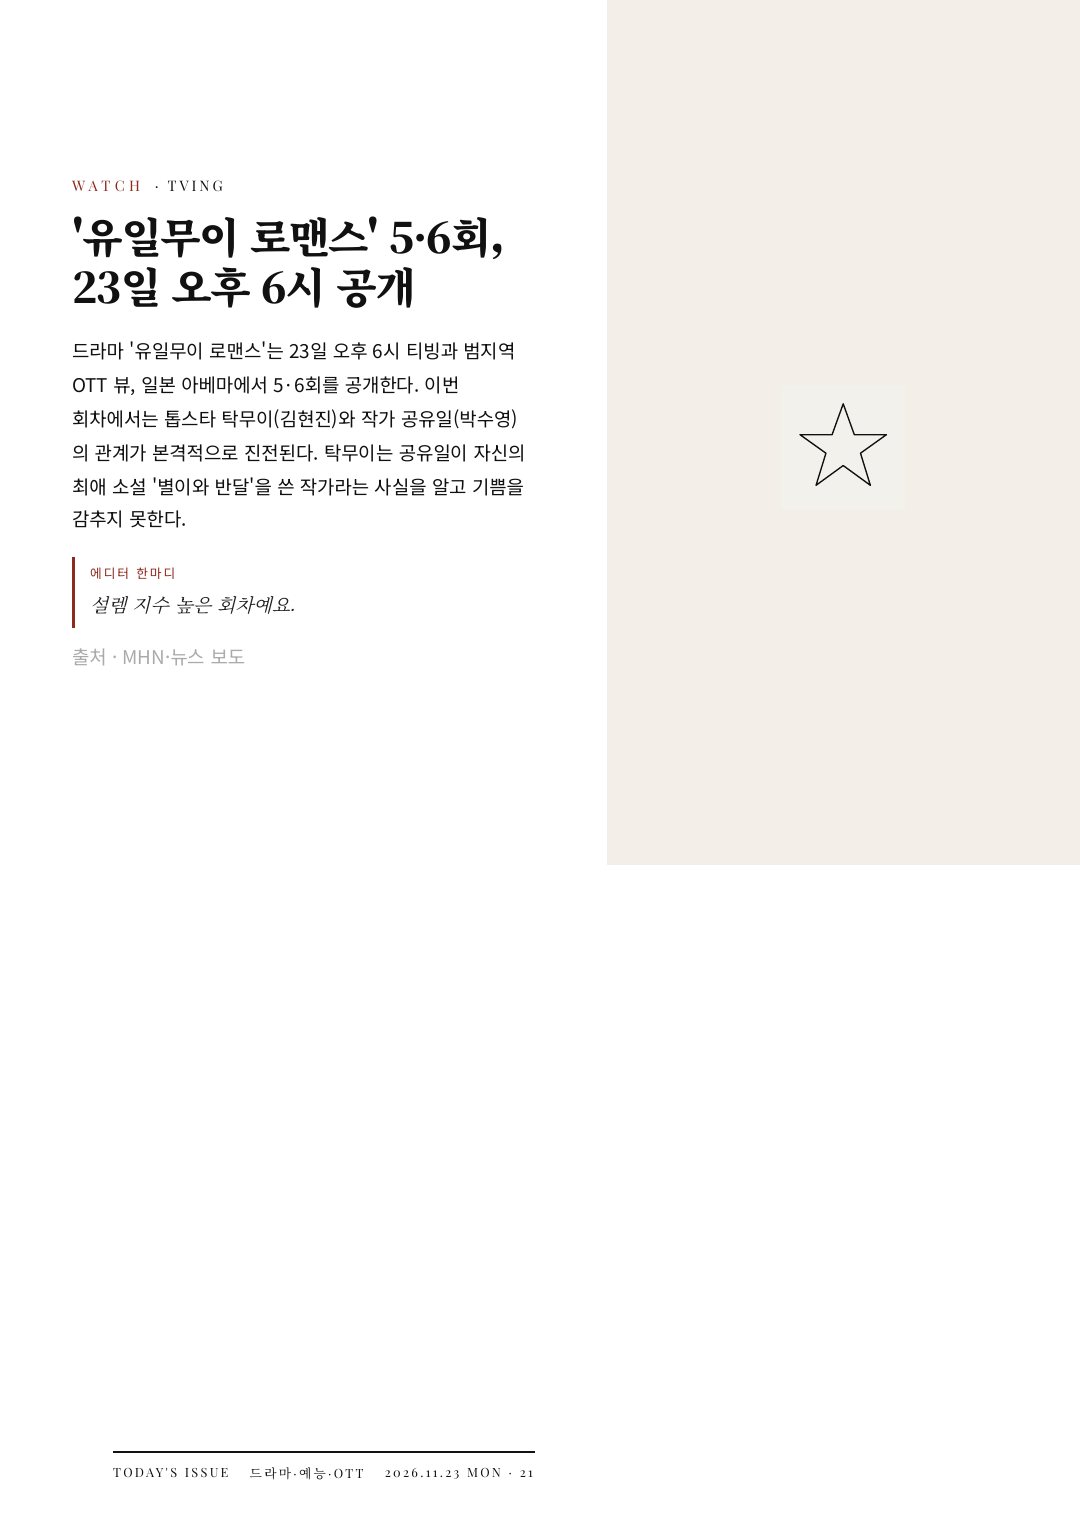 WATCH · TVING
'유일무이 로맨스' 5·6회,
23일 오후 6시 공개
드라마 '유일무이 로맨스'는 23일 오후 6시 티빙과 범지역
OTT 뷰, 일본 아베마에서 5·6회를 공개한다. 이번
회차에서는 톱스타 탁무이(김현진)와 작가 공유일(박수영)
의 관계가 본격적으로 진전된다. 탁무이는 공유일이 자신의
최애 소설 '별이와 반달'을 쓴 작가라는 사실을 알고 기쁨을
감추지 못한다.
에디터 한마디
설렘 지수 높은 회차예요.
출처 · MHN·뉴스 보도
TODAY'S ISSUE 드라마·예능·OTT 2026.11.23 MON · 21